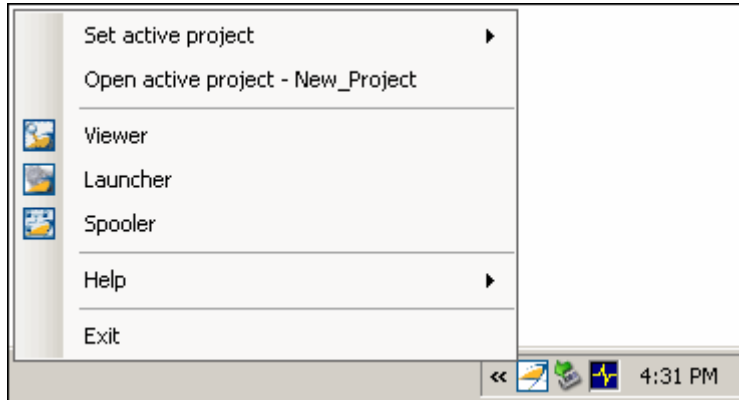 Set active project
Open active project - New_Project
Viewer
Launcher
Spooler
Help
Exit
« 4:31 PM